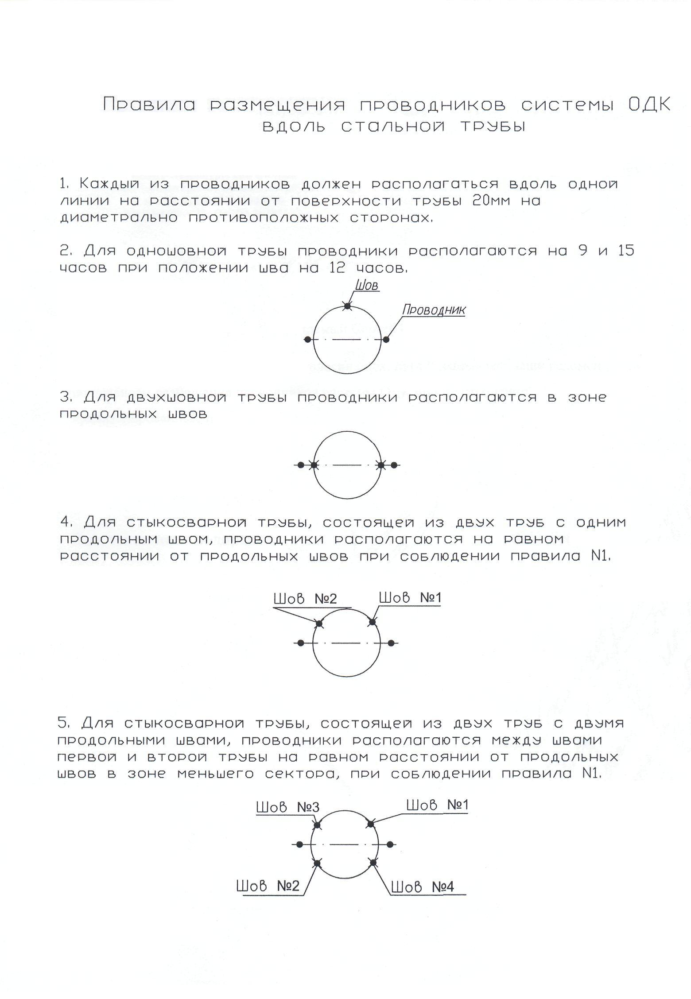 Правила размещения проводников системы ОДК
вдоль стальной трубы
1. Каждый из проводников должен располагаться вдоль одной
линии на расстоянии от поверхности трубы 20мм на
диаметрально противоположных сторонах.
2. Для одношовной трубы проводники располагаются на 9 и 15
часов при положении шва на 12 часов.
Шов
Проводник
3. Для двухшовной трубы проводники располагаются в зоне
продольных швов
4. Для стыкосварной трубы, состоящей из двух труб с одним
продольным швом, проводники располагаются на равном
расстоянии от продольных швов при соблюдении правила N1.
Шов №2
Шов №1
5. Для стыкосварной трубы, состоящей из двух труб с двумя
продольными швами, проводники располагаются между швами
первой и второй трубы на равном расстоянии от продольных
швов в зоне меньшего сектора, при соблюдении правила N1.
Шов №3
Шов №1
Шов №2
Шов №4